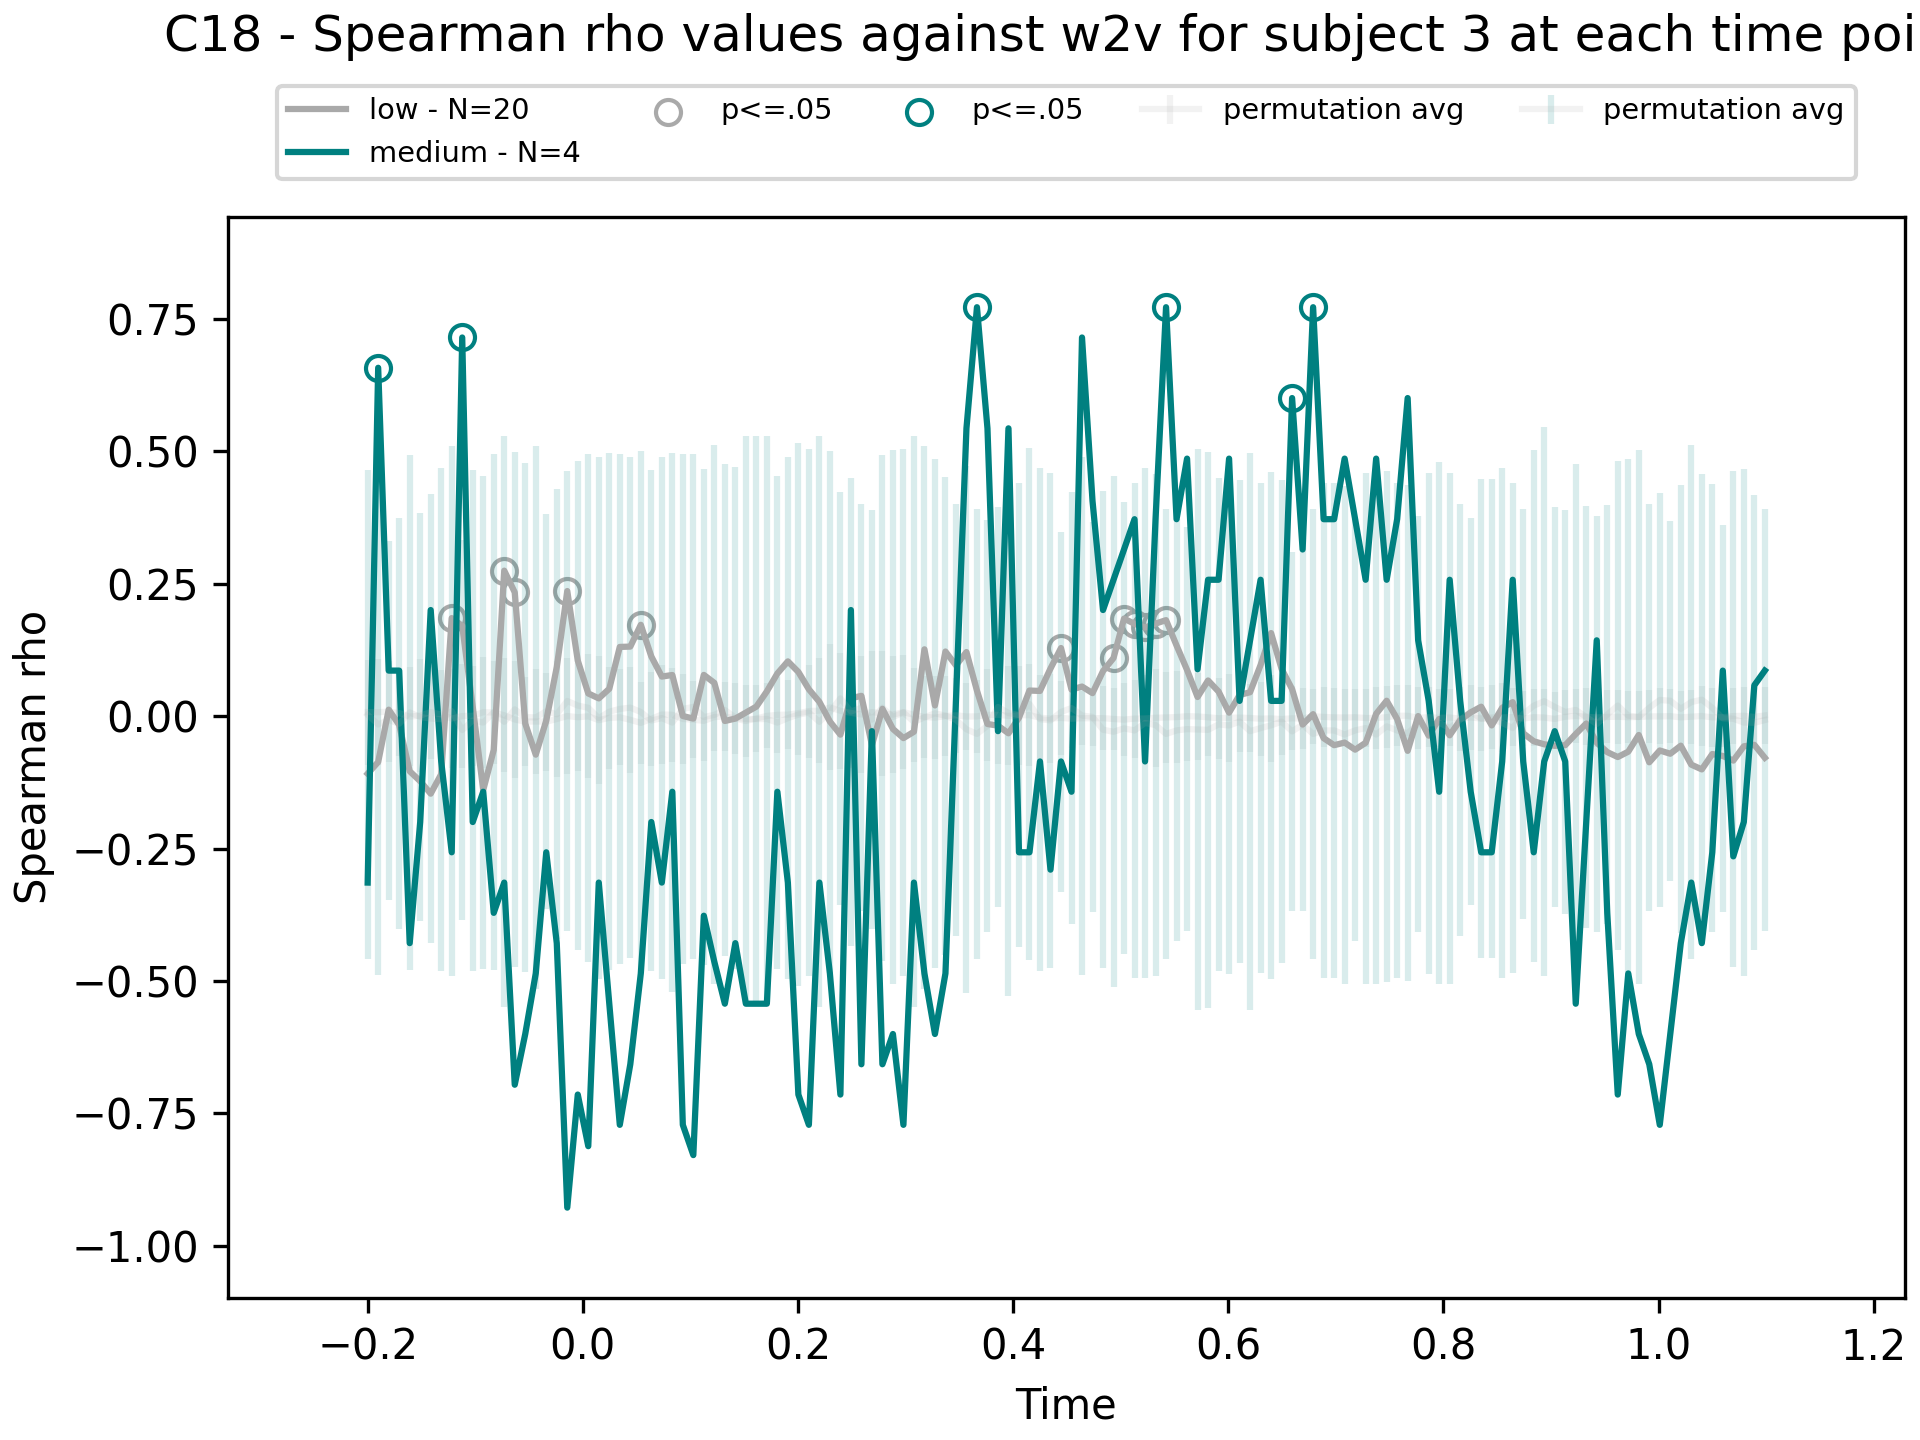 C18 - Spearman rho values against w2v for subject 3 at each time poi
low - N=20
medium - N=4
p<=.05
p<=.05
permutation avg
permutation avg
Spearman rho
0.75
0.50
0.25
0.00
−0.25
−0.50
−0.75
−1.00
−0.2
0.0
0.2
0.4
0.6
0.8
1.0
1.2
Time